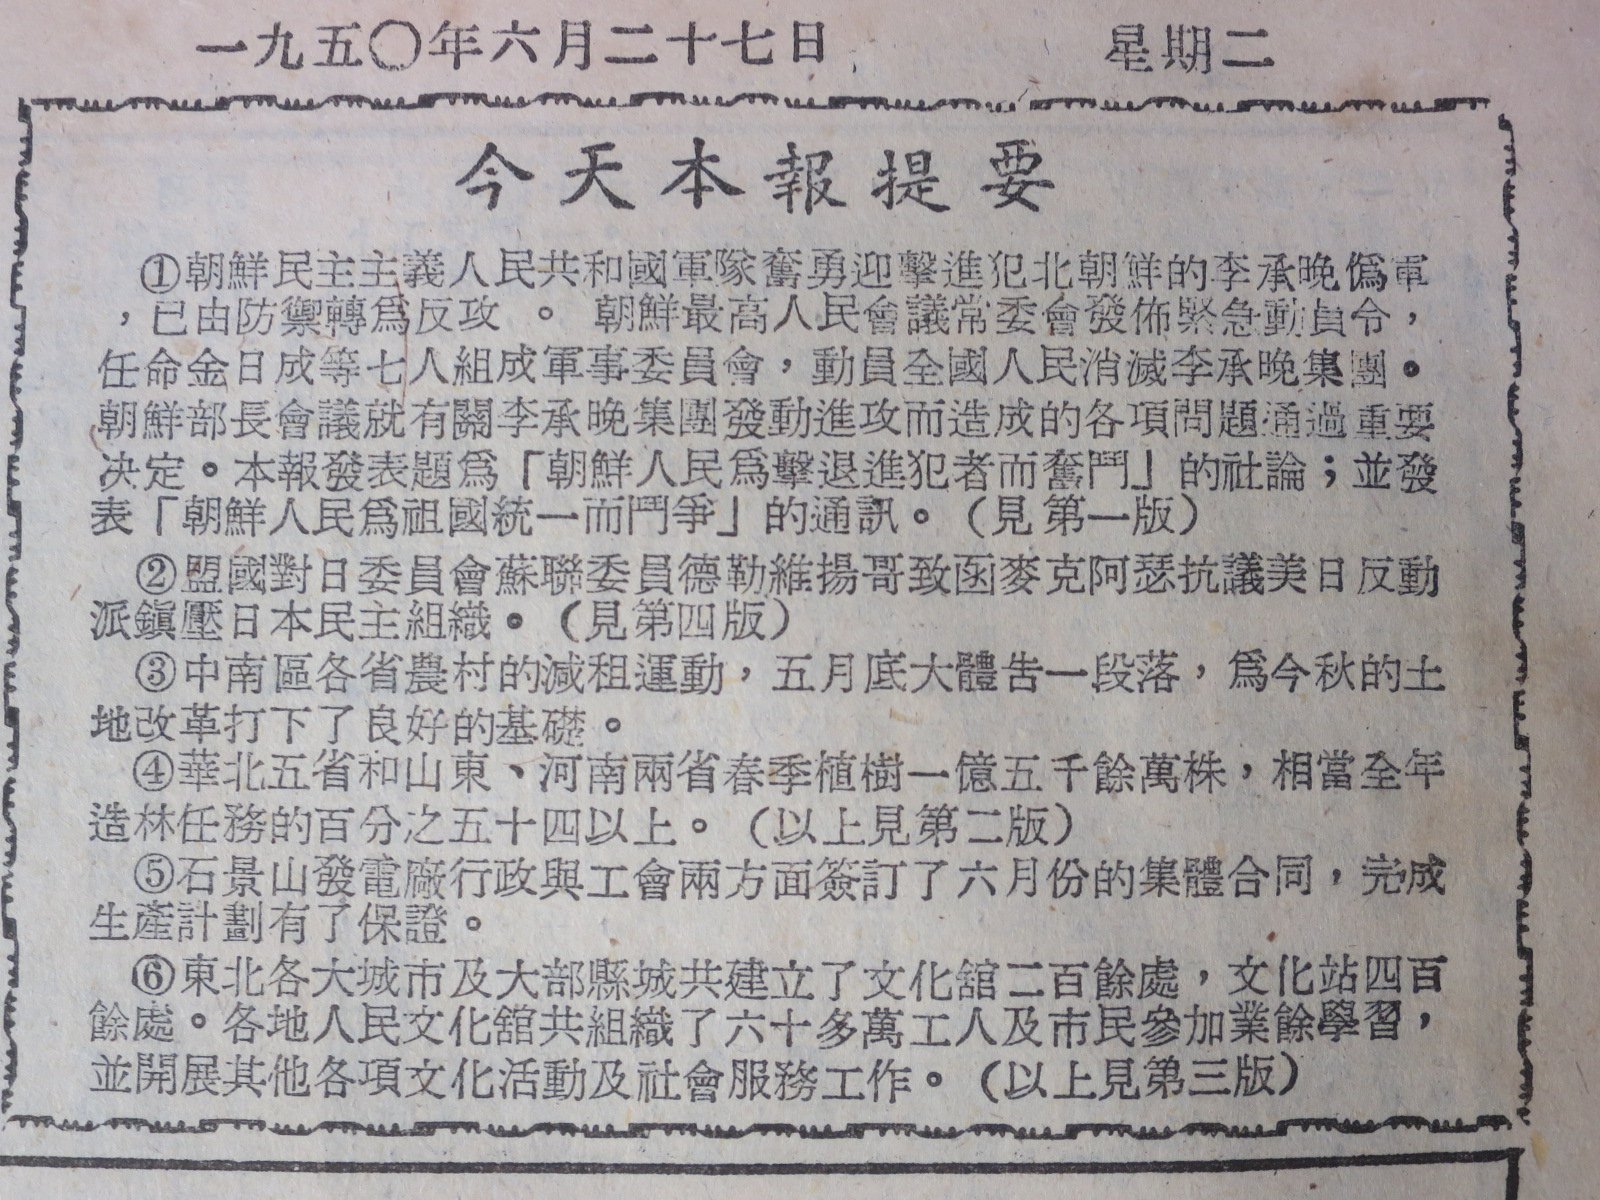 一九五〇年六月二十七日 星期二
今天本報提要
①朝鮮民主主義人民共和國軍隊奮勇迎擊進犯北朝鮮的李承晚僞軍
，已由防禦轉爲反攻。 朝鮮最高人民會議常委會發佈緊急動員令，
任命金日成等七人組成軍事委員會，動員全國人民消滅李承晚集團。
朝鮮部長會議就有關李承晚集團發動進攻而造成的各項問題通過重要
决定。本報發表題爲「朝鮮人民爲擊退進犯者而奮鬥」的社論；並發
表「朝鮮人民爲祖國統一而鬥爭」的通訊。（見第一版）
②盟國對日委員會蘇聯委員德勒維揚哥致函麥克阿瑟抗議美日反動
派鎭壓日本民主組織。（見第四版）
③中南區各省農村的減租運動，五月底大體告一段落，爲今秋的土
地改革打下了良好的基礎。
④華北五省和山東、河南兩省春季植樹一億五千餘萬株，相當全年
造林任務的百分之五十四以上。（以上見第二版）
⑤石景山發電廠行政與工會兩方面簽訂了六月份的集體合同，完成
生產計劃有了保證。
⑥東北各大城市及大部縣城共建立了文化舘二百餘處，文化站四百
餘處。各地人民文化舘共組織了六十多萬工人及市民參加業餘學習，
並開展其他各項文化活動及社會服務工作。（以上見第三版）